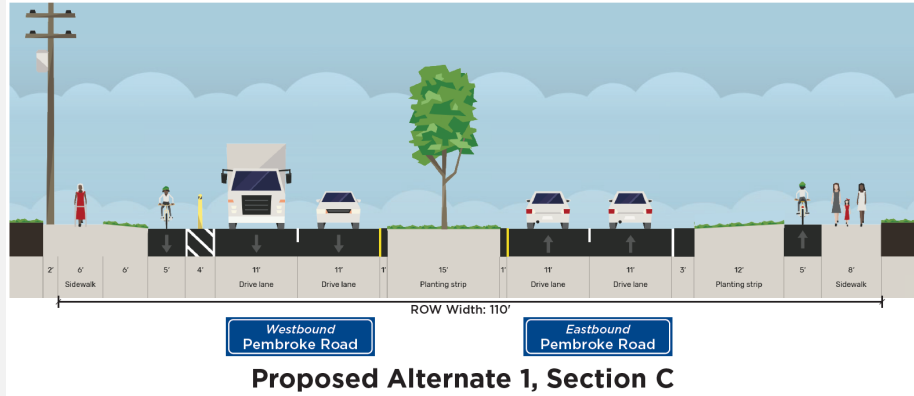 2' 6' 6' 5' 4' 11' 11' 1' 15' 1' 11' 11' 3' 12' 5' 8'
Sidewalk Drive lane Drive lane Planting strip Drive lane Drive lane Planting strip Sidewalk
ROW Width: 110'
Westbound
Pembroke Road
Eastbound
Pembroke Road
Proposed Alternate 1, Section C